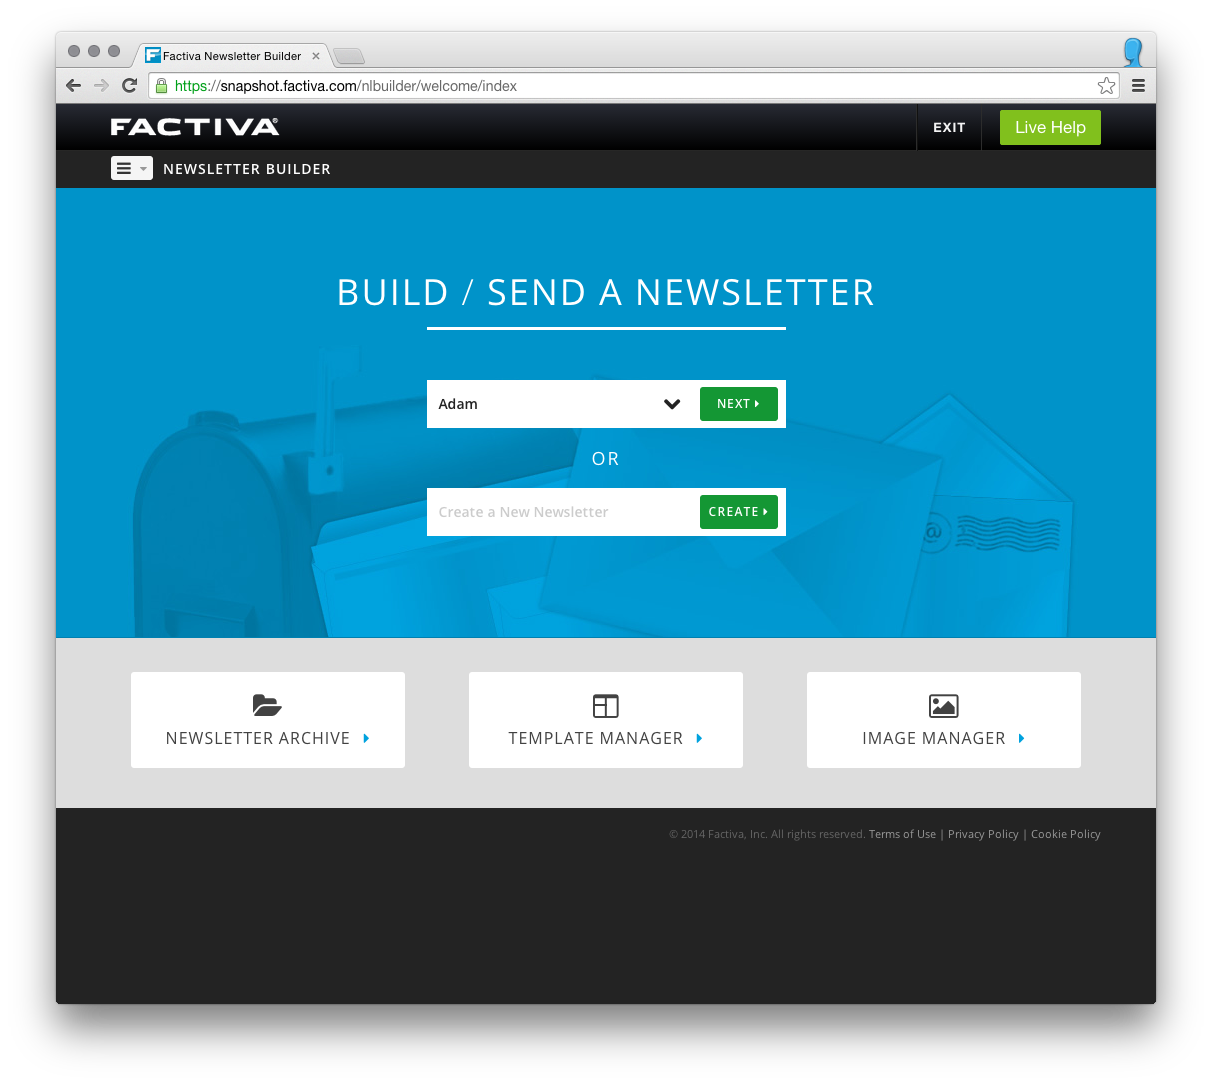 Factiva Newsletter Builder
https://snapshot.factiva.com/nlbuilder/welcome/index
FACTIVA®
EXIT
Live Help
NEWSLETTER BUILDER
BUILD / SEND A NEWSLETTER
Adam
NEXT
OR
Create a New Newsletter
CREATE
@
NEWSLETTER ARCHIVE
TEMPLATE MANAGER
IMAGE MANAGER
© 2014 Factiva, Inc. All rights reserved. Terms of Use | Privacy Policy | Cookie Policy